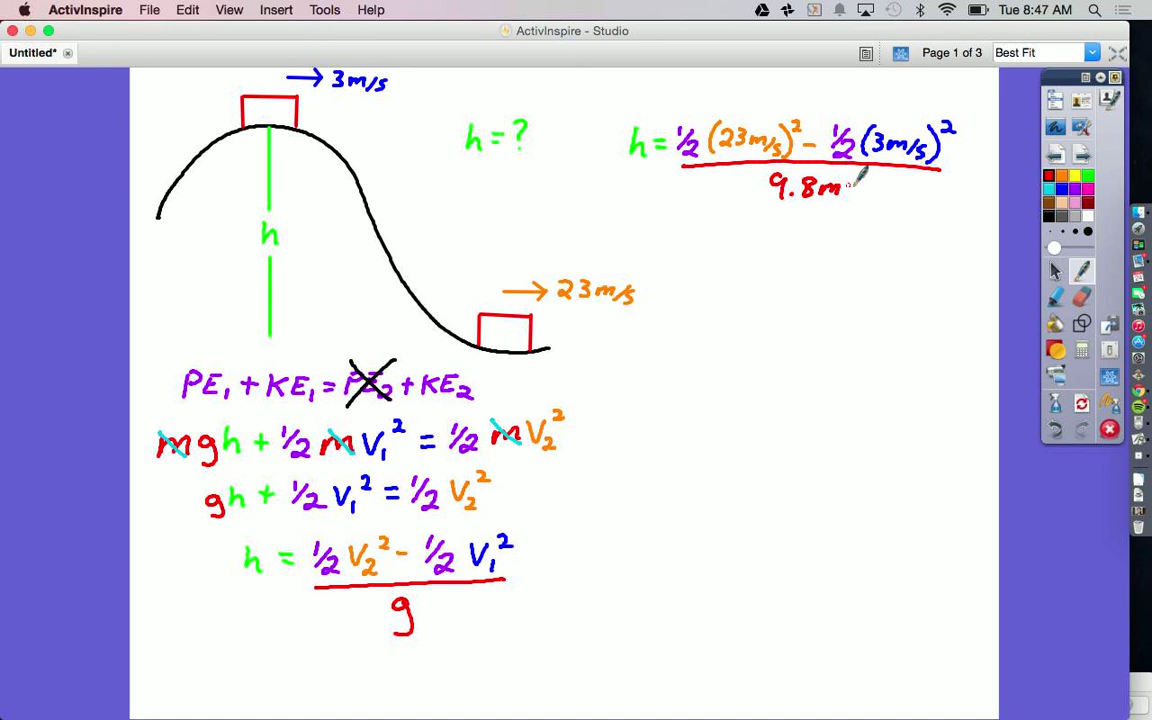 ActivInspire File Edit View Insert Tools Help Tue 8:47 AM
ActivInspire - Studio
Untitled* Page 1 of 3 Best Fit
→ 3m/s
h = ?
h = ½ (23m/s)² - ½ (3m/s)²
9.8m
h
→ 23m/s
PE₁ + KE₁ = PE₂ + KE₂
mgh + ½ mV₁² = ½ mV₂²
gh + ½ V₁² = ½ V₂²
h = ½ V₂² - ½ V₁²
g